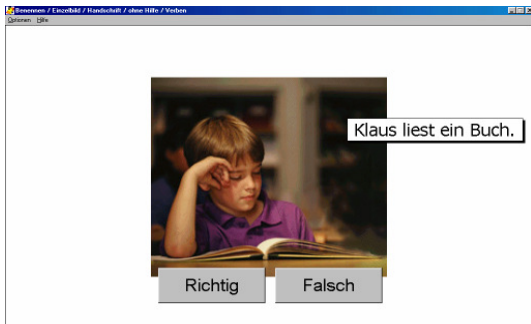 Benennen / Einzelbild / Handschrift / ohne Hilfe / Verben
Optionen Hilfe
Klaus liest ein Buch.
Richtig Falsch